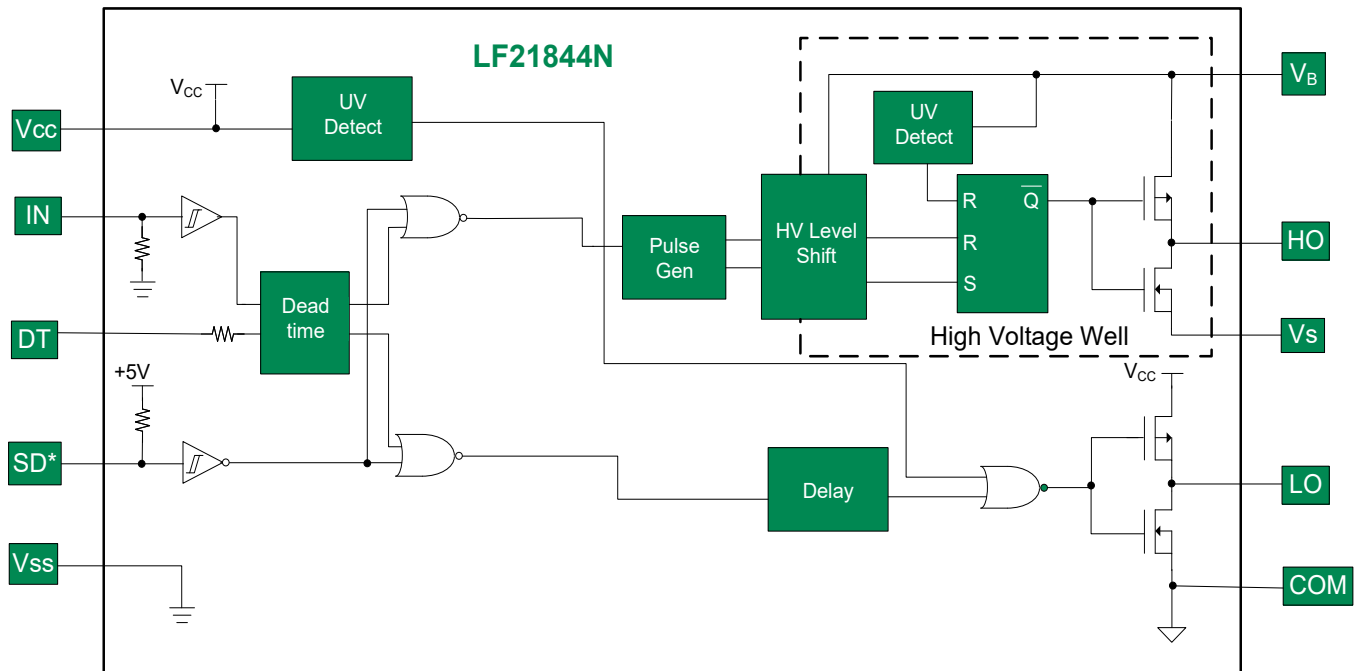 LF21844N
VCC
Vcc
UV
Detect
VB
UV
Detect
IN
R
Q̅
HV Level
Shift
R
S
Pulse
Gen
HO
Dead
time
DT
High Voltage Well
Vs
+5V
VCC
SD*
Delay
LO
Vss
COM